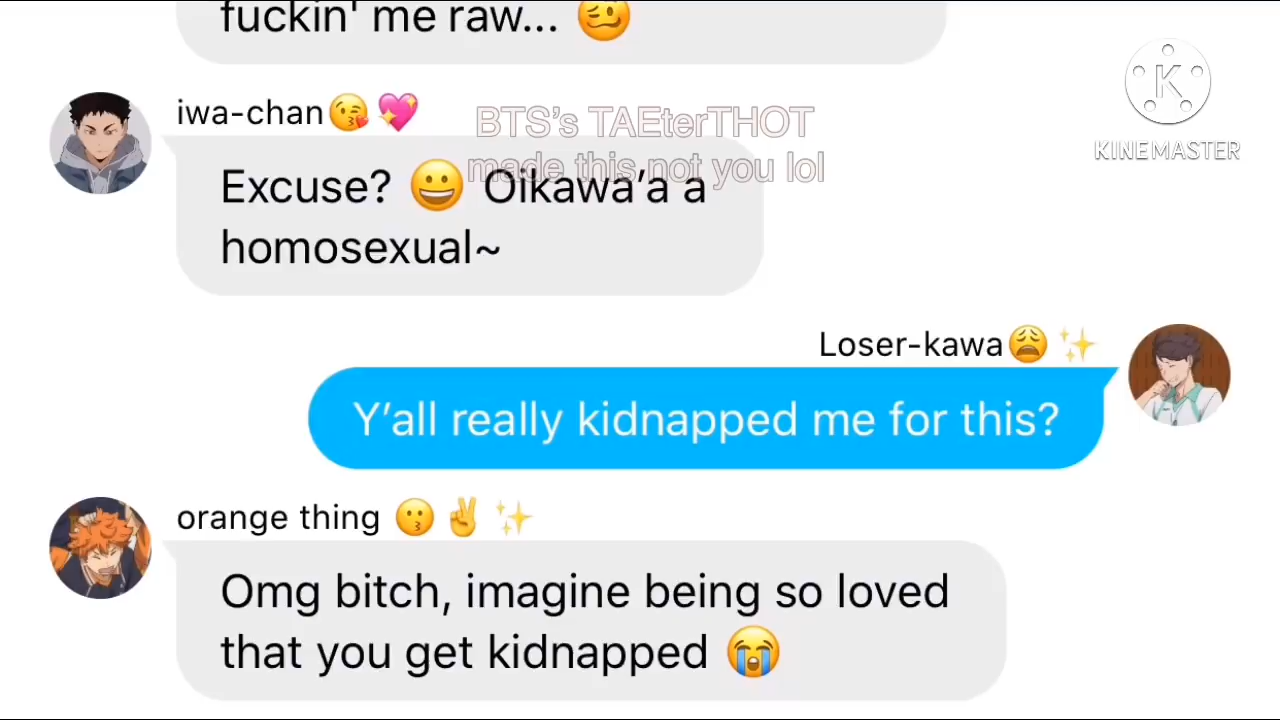 fuckin' me raw... 🥴
iwa-chan😘💖
BTS's TAEterTHOT
made this not you lol
KINEMASTER
Excuse? 😀 Oikawa'a a
homosexual~
Loser-kawa😩✨
Y'all really kidnapped me for this?
orange thing 😗✌️✨
Omg bitch, imagine being so loved
that you get kidnapped 😭